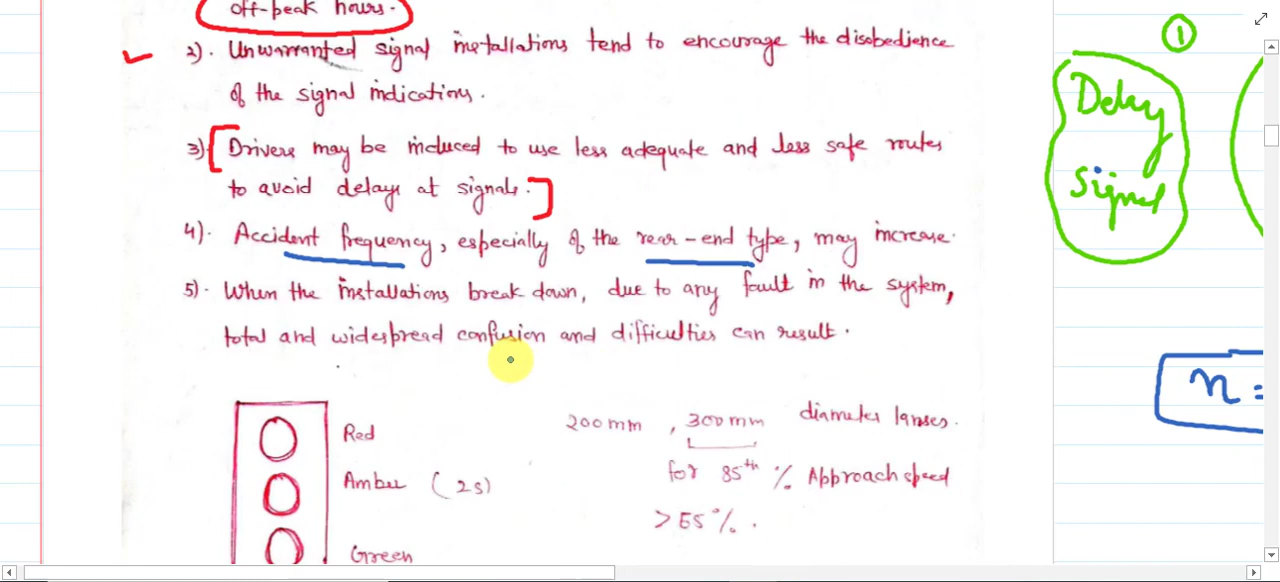 off-peak hours.
2). Unwarranted signal installations tend to encourage the disobedience
of the signal indications.
3). Drivers may be induced to use less adequate and less safe routes
to avoid delays at signals.
4). Accident frequency, especially of the rear-end type, may increase.
5). When the installations break down, due to any fault in the system,
total and widespread confusion and difficulties can result.
Red
Amber (2s)
Green
200mm, 300mm diameter lanses.
for 85th % Approach speed
> 65 %.
1
Delay
Signal
n =